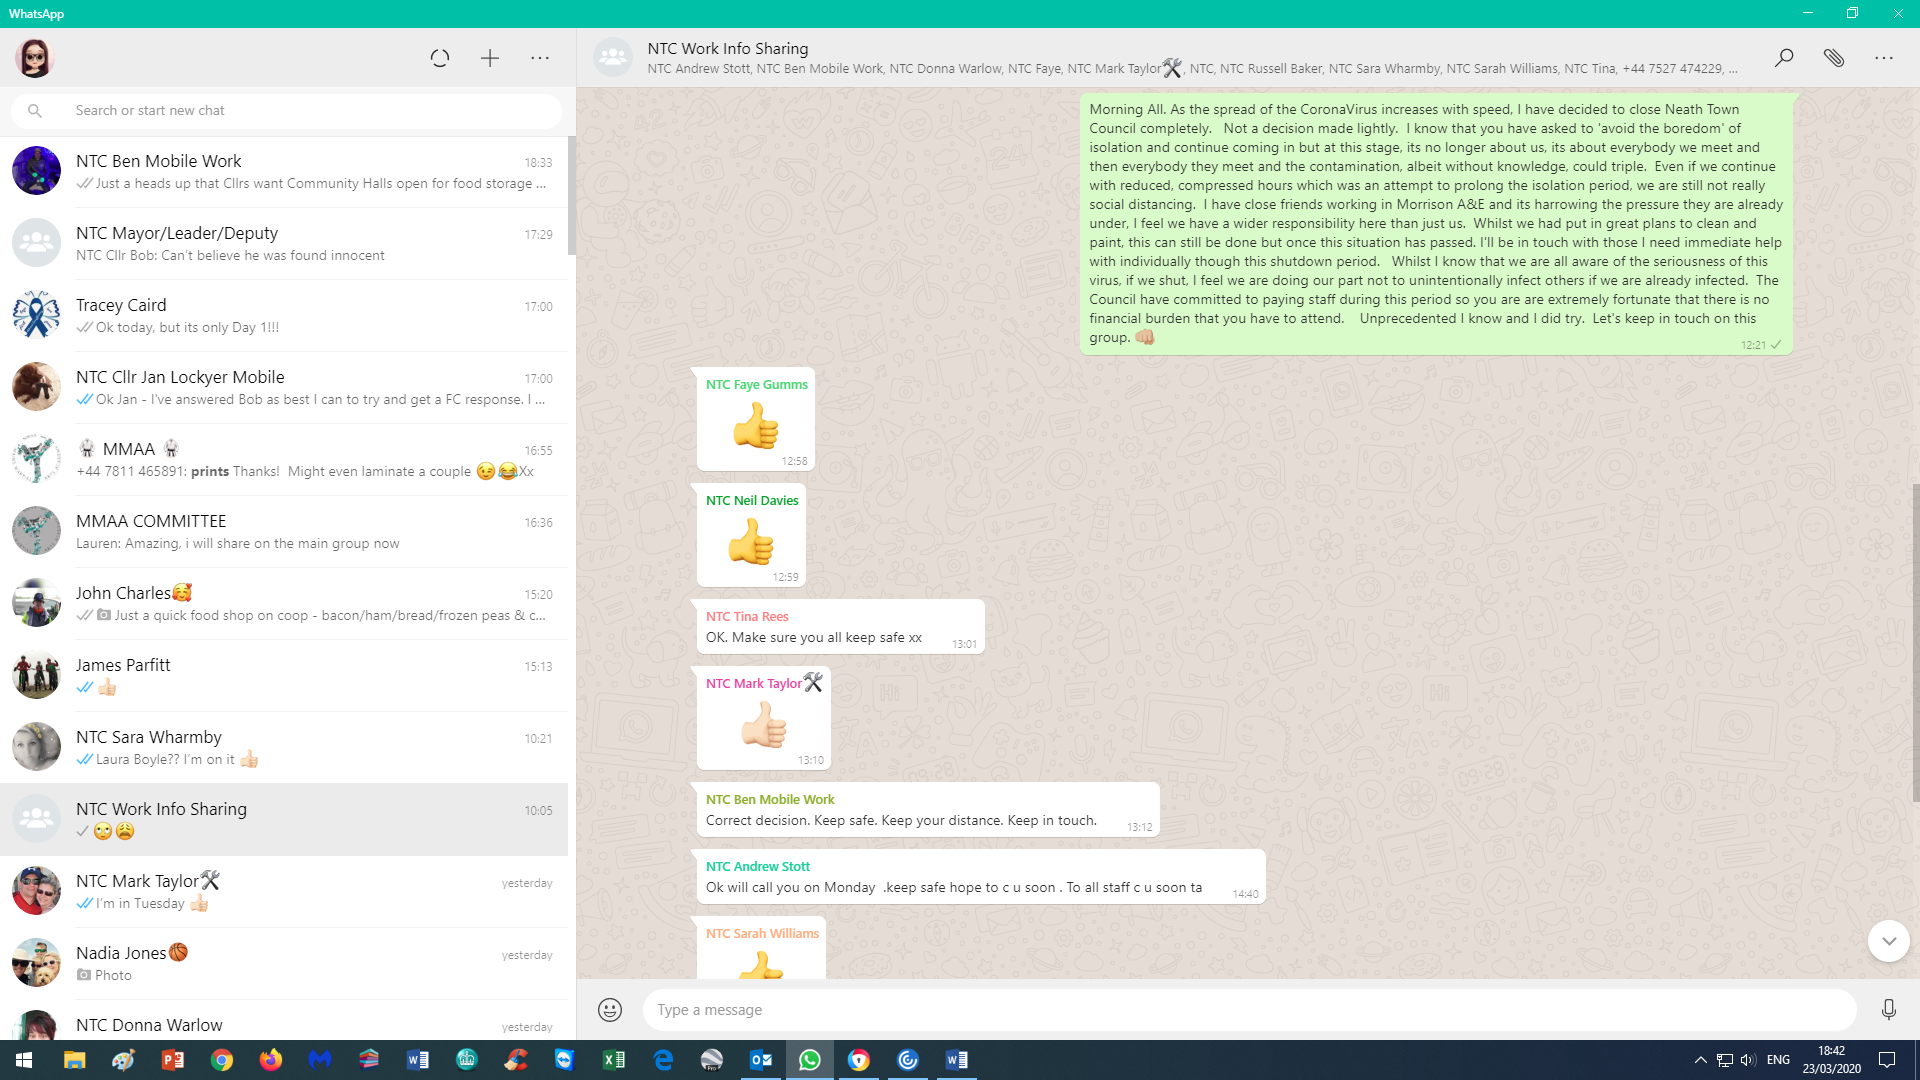 WhatsApp
Search or start new chat
NTC Ben Mobile Work
18:33
Just a heads up that Cllrs want Community Halls open for food storage ...
NTC Mayor/Leader/Deputy
17:29
NTC Cllr Bob: Can't believe he was found innocent
Tracey Caird
17:00
Ok today, but its only Day 1!!!
NTC Cllr Jan Lockyer Mobile
17:00
Ok Jan - I've answered Bob as best I can to try and get a FC response. I ...
🥋 MMAA 🥋
16:55
+44 7811 465891: prints Thanks!  Might even laminate a couple 😉😂Xx
MMAA COMMITTEE
16:36
Lauren: Amazing, i will share on the main group now
John Charles🥰
15:20
Just a quick food shop on coop - bacon/ham/bread/frozen peas & c...
James Parfitt
15:13
👍🏻
NTC Sara Wharmby
10:21
Laura Boyle?? I'm on it 👍🏻
NTC Work Info Sharing
10:05
🙄😩
NTC Mark Taylor🛠
yesterday
I'm in Tuesday 👍🏻
Nadia Jones🏀
yesterday
Photo
NTC Donna Warlow
yesterday
NTC Work Info Sharing
NTC Andrew Stott, NTC Ben Mobile Work, NTC Donna Warlow, NTC Faye, NTC Mark Taylor🛠, NTC, NTC Russell Baker, NTC Sara Wharmby, NTC Sarah Williams, NTC Tina, +44 7527 474229, ...
Morning All. As the spread of the CoronaVirus increases with speed, I have decided to close Neath Town
Council completely.   Not a decision made lightly.  I know that you have asked to 'avoid the boredom' of
isolation and continue coming in but at this stage, its no longer about us, its about everybody we meet and
then everybody they meet and the contamination, albeit without knowledge, could triple.  Even if we continue
with reduced, compressed hours which was an attempt to prolong the isolation period, we are still not really
social distancing.  I have close friends working in Morrison A&E and its harrowing the pressure they are already
under, I feel we have a wider responsibility here than just us.  Whilst we had put in great plans to clean and
paint, this can still be done but once this situation has passed. I'll be in touch with those I need immediate help
with individually though this shutdown period.   Whilst I know that we are all aware of the seriousness of this
virus, if we shut, I feel we are doing our part not to unintentionally infect others if we are already infected.  The
Council have committed to paying staff during this period so you are are extremely fortunate that there is no
financial burden that you have to attend.    Unprecedented I know and I did try.  Let's keep in touch on this
group. 👊🏼
12:21
NTC Faye Gumms
👍
12:58
NTC Neil Davies
👍
12:59
NTC Tina Rees
OK. Make sure you all keep safe xx
13:01
NTC Mark Taylor🛠
👍🏻
13:10
NTC Ben Mobile Work
Correct decision. Keep safe. Keep your distance. Keep in touch.
13:12
NTC Andrew Stott
Ok will call you on Monday  .keep safe hope to c u soon . To all staff c u soon ta
14:40
NTC Sarah Williams
👍
Type a message
ENG
18:42
23/03/2020